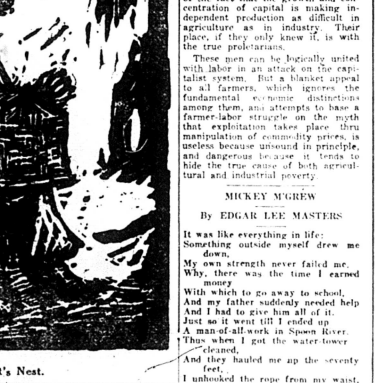 centration of capital is making in-
dependent production as difficult in
agriculture as in industry. Their
place, if they only knew it, is with
the true proletarians.
These men can be logically united
with labor in an attack on the capi-
talist system. But a blanket appeal
to all farmers, which ignores the
fundamental economic distinctions
among them, and attempts to base a
farmer-labor struggle on the myth
that exploitation takes place thru
manipulation of commodity prices, is
useless because unsound in principle,
and dangerous because it tends to
hide the true cause of both agricul-
tural and industrial poverty.
MICKEY M'GREW
By EDGAR LEE MASTERS
It was like everything in life:
Something outside myself drew me
down,
My own strength never failed me.
Why, there was the time I earned
money
With which to go away to school,
And my father suddenly needed help
And I had to give him all of it.
Just so it went till I ended up
A man-of-all-work in Spoon River.
Thus when I got the water-tower
cleaned,
And they hauled me up the seventy
feet,
I unhooked the rope from my waist,
's Nest.